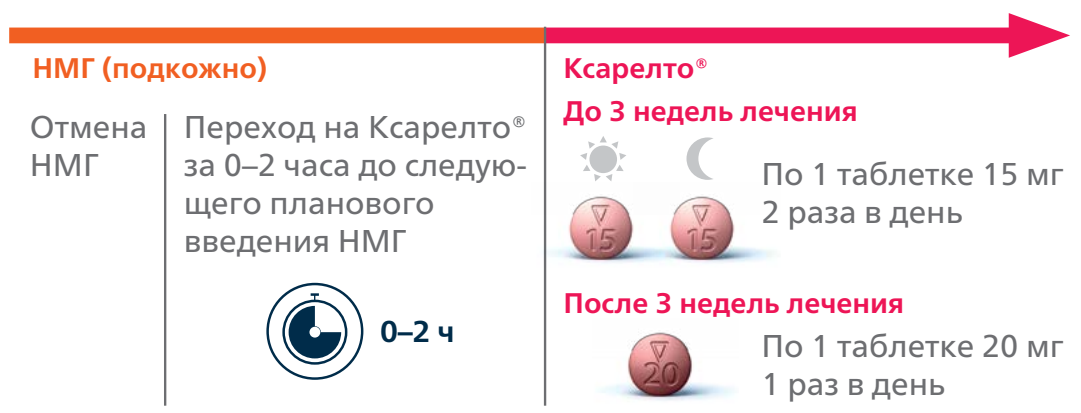 НМГ (подкожно)
Отмена
НМГ
Переход на Ксарелто®
за 0–2 часа до следую-
щего планового
введения НМГ
0–2 ч
Ксарелто®
До 3 недель лечения
15
15
По 1 таблетке 15 мг
2 раза в день
После 3 недель лечения
20
По 1 таблетке 20 мг
1 раз в день